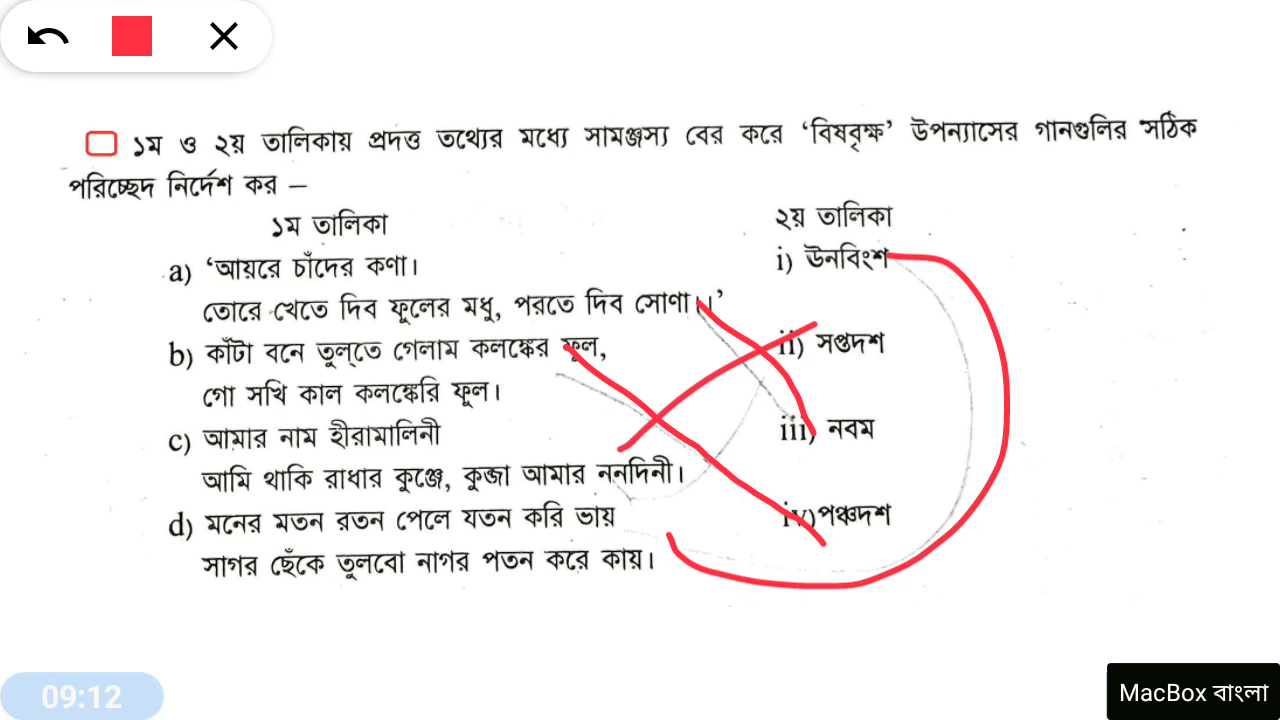 ১ম ও ২য় তালিকায় প্রদত্ত তথ্যের মধ্যে সামঞ্জস্য বের করে ‘বিষবৃক্ষ’ উপন্যাসের গানগুলির সঠিক
পরিচ্ছেদ নির্দেশ কর –
১ম তালিকা ২য় তালিকা
a) ‘আয়রে চাঁদের কণা। i) ঊনবিংশ
তোরে খেতে দিব ফুলের মধু, পরতে দিব সোণা।।’
b) কাঁটা বনে তুল্‌তে গেলাম কলঙ্কের ফুল, ii) সপ্তদশ
গো সখি কাল কলঙ্কেরি ফুল।
c) আমার নাম হীরামালিনী iii) নবম
আমি থাকি রাধার কুঞ্জে, কুব্জা আমার ননদিনী।
d) মনের মতন রতন পেলে যতন করি তায় iv) পঞ্চদশ
সাগর ছেঁকে তুলবো নাগর পতন করে কায়।
09:12
MacBox বাংলা